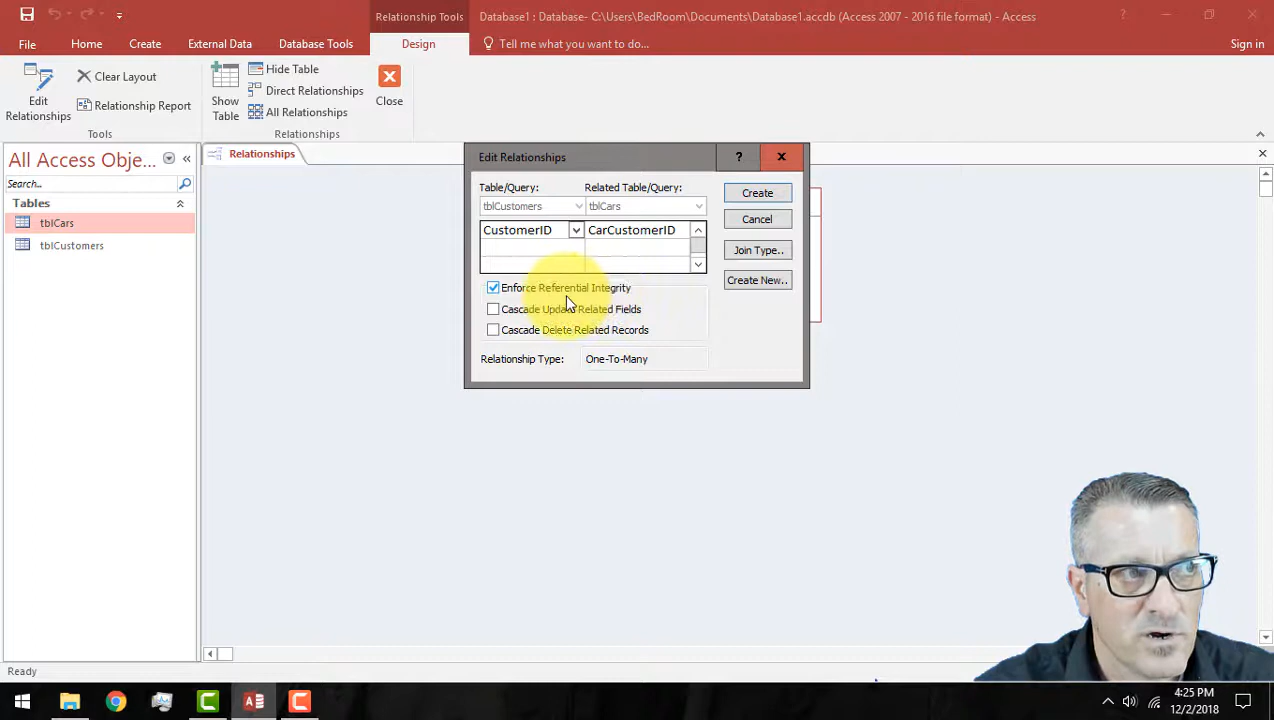 Relationship Tools
Database1 : Database- C:\Users\BedRoom\Documents\Database1.accdb (Access 2007 - 2016 file format) - Access
File
Home
Create
External Data
Database Tools
Design
Tell me what you want to do...
Sign in
Edit
Relationships
Clear Layout
Relationship Report
Tools
Show
Table
Hide Table
Direct Relationships
All Relationships
Close
Relationships
All Access Obje...
Search...
Tables
tblCars
tblCustomers
Relationships
Edit Relationships
Table/Query:
Related Table/Query:
tblCustomers
tblCars
CustomerID
CarCustomerID
Enforce Referential Integrity
Cascade Update Related Fields
Cascade Delete Related Records
Relationship Type:
One-To-Many
Create
Cancel
Join Type..
Create New..
Ready
4:25 PM
12/2/2018